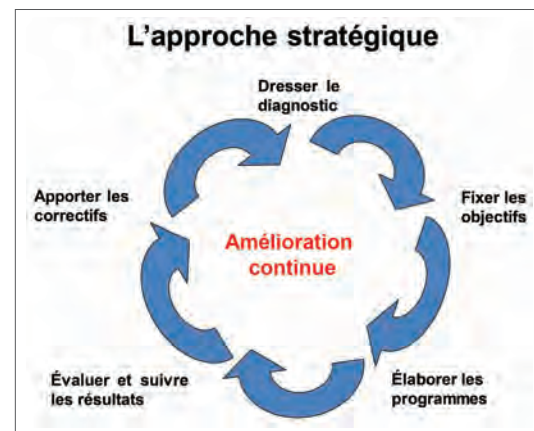 L'approche stratégique
Dresser le
diagnostic
Fixer les
objectifs
Élaborer les
programmes
Évaluer et suivre
les résultats
Apporter les
correctifs
Amélioration
continue